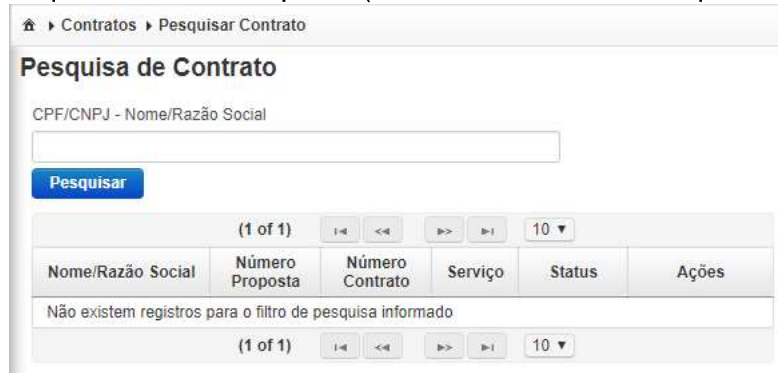 Contratos Pesquisar Contrato
Pesquisa de Contrato
CPF/CNPJ - Nome/Razão Social
Pesquisar
(1 of 1) 10
Nome/Razão Social Número Proposta Número Contrato Serviço Status Ações
Não existem registros para o filtro de pesquisa informado
(1 of 1) 10